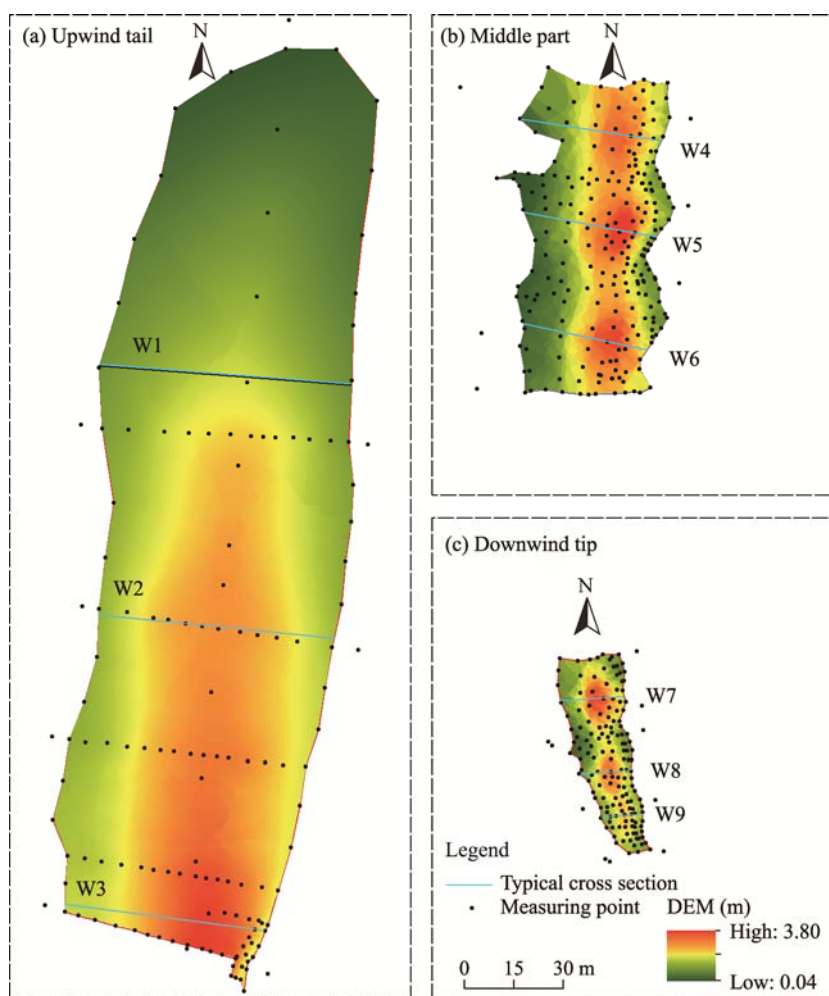 (a) Upwind tail
N
W1
W2
W3
(b) Middle part
N
W4
W5
W6
(c) Downwind tip
N
W7
W8
W9
Legend
Typical cross section
Measuring point
DEM (m)
High: 3.80
Low: 0.04
0 15 30 m